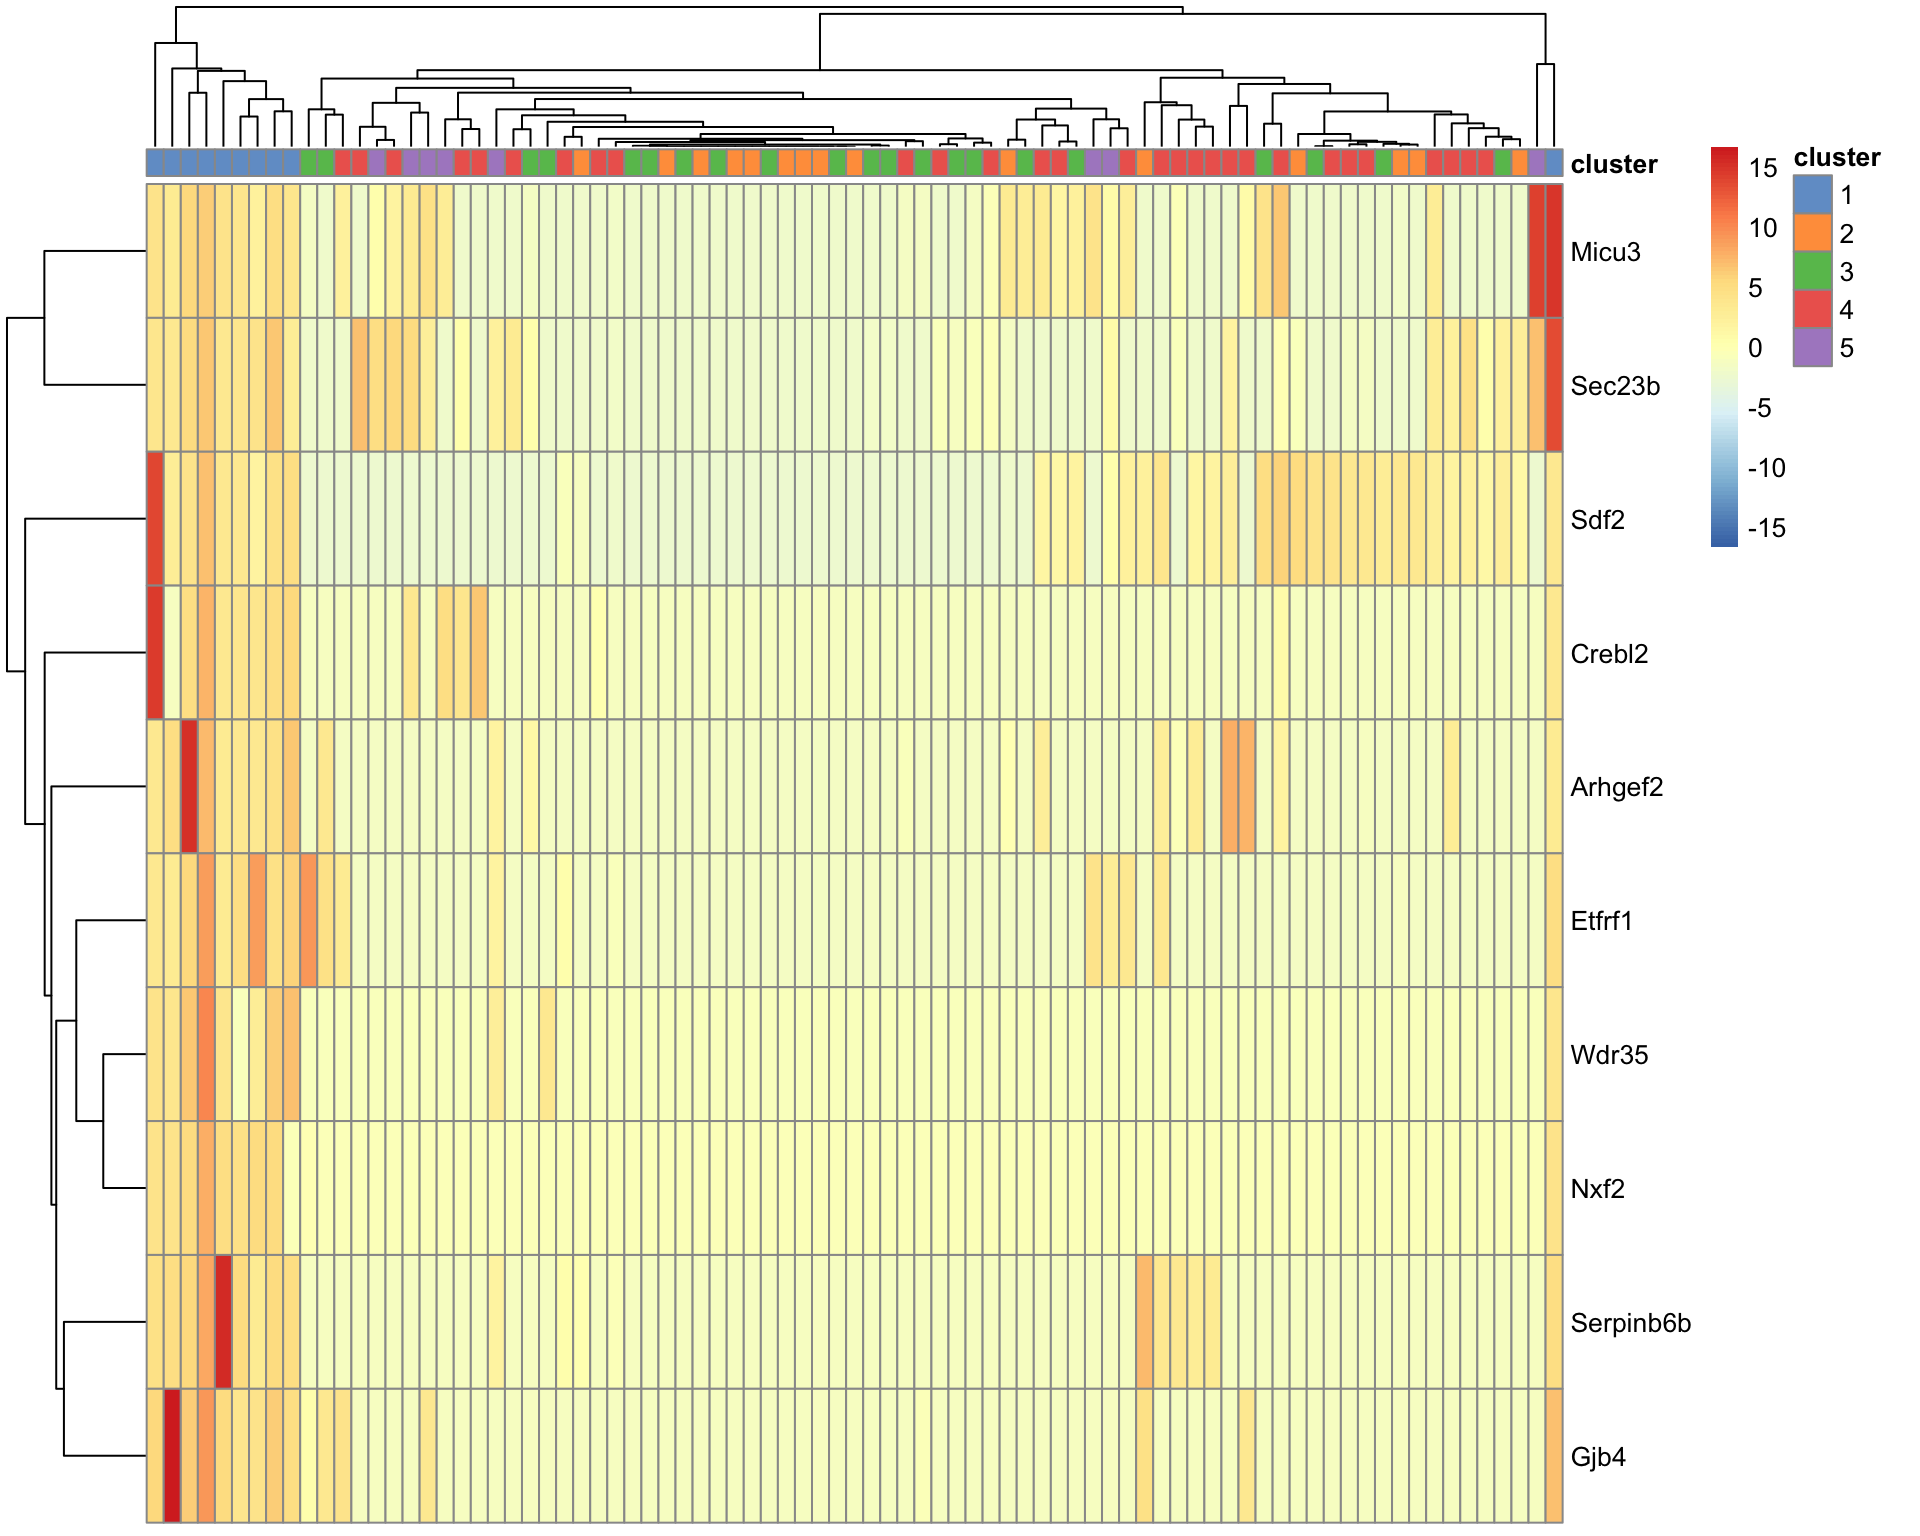 cluster
Micu3
Sec23b
Sdf2
Crebl2
Arhgef2
Etfrf1
Wdr35
Nxf2
Serpinb6b
Gjb4
15
10
5
0
-5
-10
-15
cluster
1
2
3
4
5